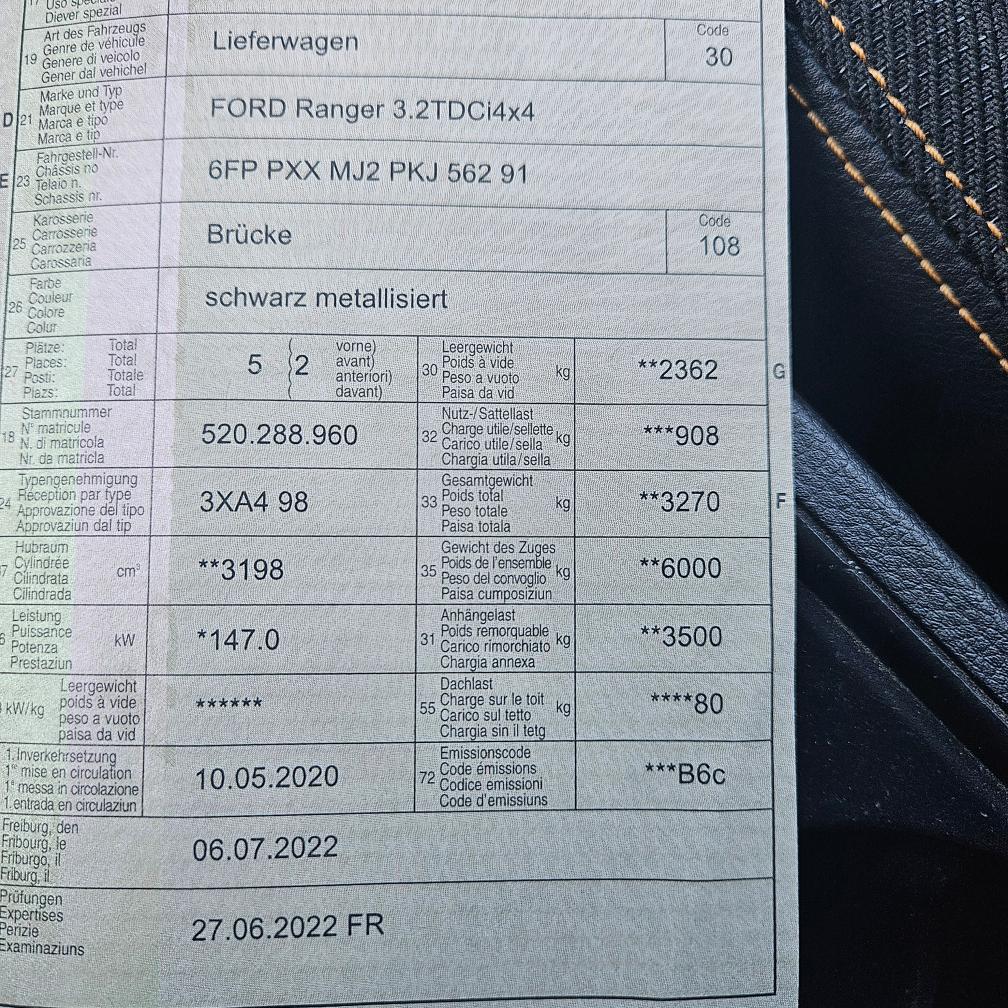 Diever spezial
19 Art des Fahrzeugs
Genre de véhicule
Genere di veicolo
Gener dal vehichel
Lieferwagen
Code
30
D 21 Marke und Typ
Marque et type
Marca e tipo
Marca e tip
FORD Ranger 3.2TDCi4x4
E 23 Fahrgestell-Nr.
Châssis no
Telaio n.
Schassis nr.
6FP PXX MJ2 PKJ 562 91
25 Karosserie
Carrosserie
Carrozzeria
Carossaria
Brücke
Code
108
26 Farbe
Couleur
Colore
Colur
schwarz metallisiert
27 Plätze: Total
Places: Total
Posti: Totale
Plazs: Total
5 (2 vorne)
avant)
anteriori)
davant)
30 Leergewicht
Poids à vide
Peso a vuoto
Paisa da vid
kg
**2362
G
18 Stammnummer
N° matricule
N. di matricola
Nr. da matricla
520.288.960
32 Nutz-/Sattellast
Charge utile/sellette
Carico utile/sella
Chargia utila/sella
kg
***908
24 Typengenehmigung
Réception par type
Approvazione del tipo
Approvaziun dal tip
3XA4 98
33 Gesamtgewicht
Poids total
Peso totale
Paisa totala
kg
**3270
F
7 Hubraum
Cylindrée
Cilindrata
Cilindrada
cm³
**3198
35 Gewicht des Zuges
Poids de l'ensemble
Peso del convoglio
Paisa cumposiziun
kg
**6000
6 Leistung
Puissance
Potenza
Prestaziun
kW
*147.0
31 Anhängelast
Poids remorquable
Carico rimorchiato
Chargia annexa
kg
**3500
kW/kg
Leergewicht
poids à vide
peso a vuoto
paisa da vid
******
55 Dachlast
Charge sur le toit
Carico sul tetto
Chargia sin il tetg
kg
****80
1. Inverkehrsetzung
1re mise en circulation
1a messa in circolazione
1. entrada en circulaziun
10.05.2020
72 Emissionscode
Code émissions
Codice emissioni
Code d'emissiuns
***B6c
Freiburg, den
Fribourg, le
Friburgo, il
Friburg, il
06.07.2022
Prüfungen
Expertises
Perizie
Examinaziuns
27.06.2022 FR